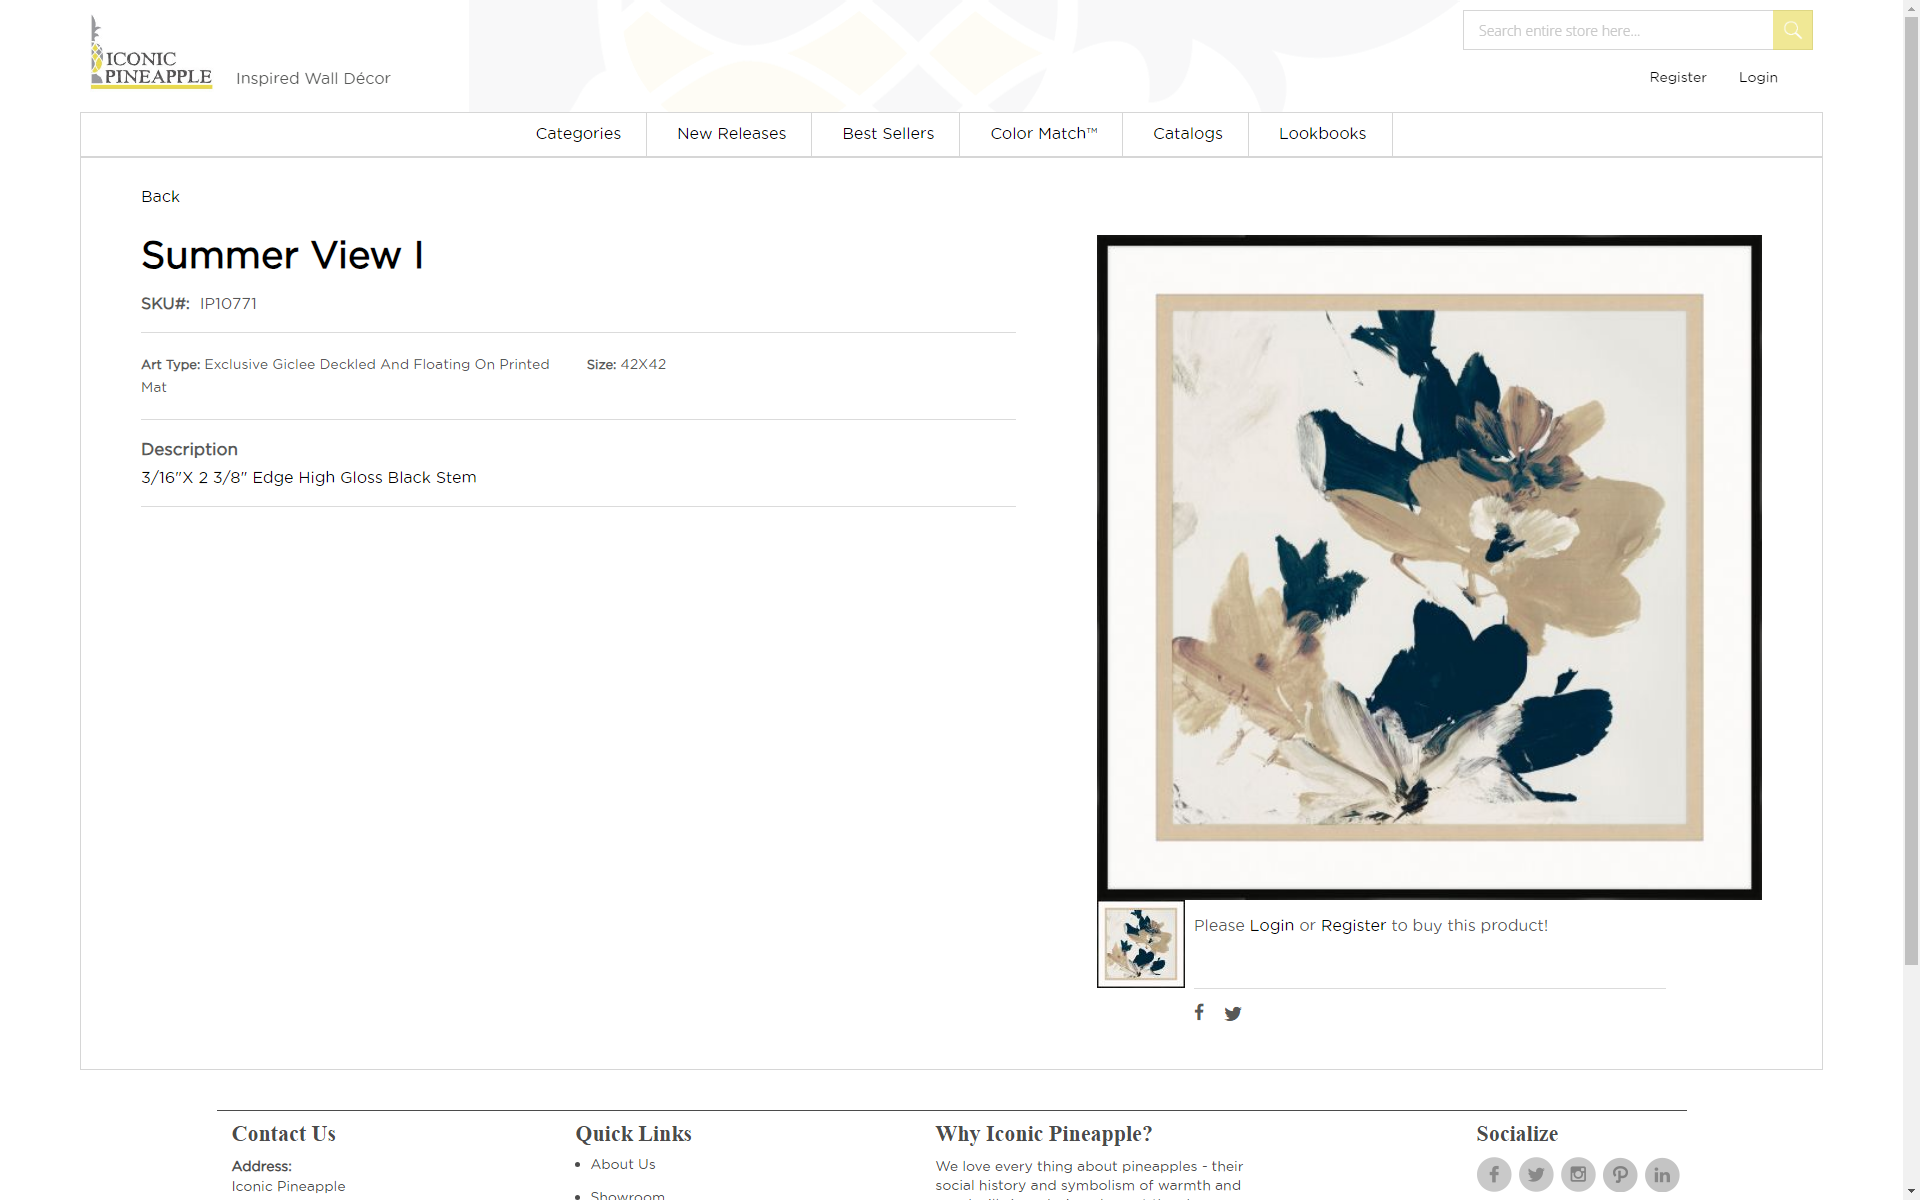 ICONIC
PINEAPPLE
Inspired Wall Décor
Search entire store here...
Register
Login
Categories
New Releases
Best Sellers
Color Match™
Catalogs
Lookbooks
Back
Summer View I
SKU#: IP10771
Art Type: Exclusive Giclee Deckled And Floating On Printed
Mat
Size: 42X42
Description
3/16"X 2 3/8" Edge High Gloss Black Stem
Please Login or Register to buy this product!
Contact Us
Address:
Iconic Pineapple
Quick Links
About Us
Showroom
Why Iconic Pineapple?
We love every thing about pineapples - their
social history and symbolism of warmth and
Socialize